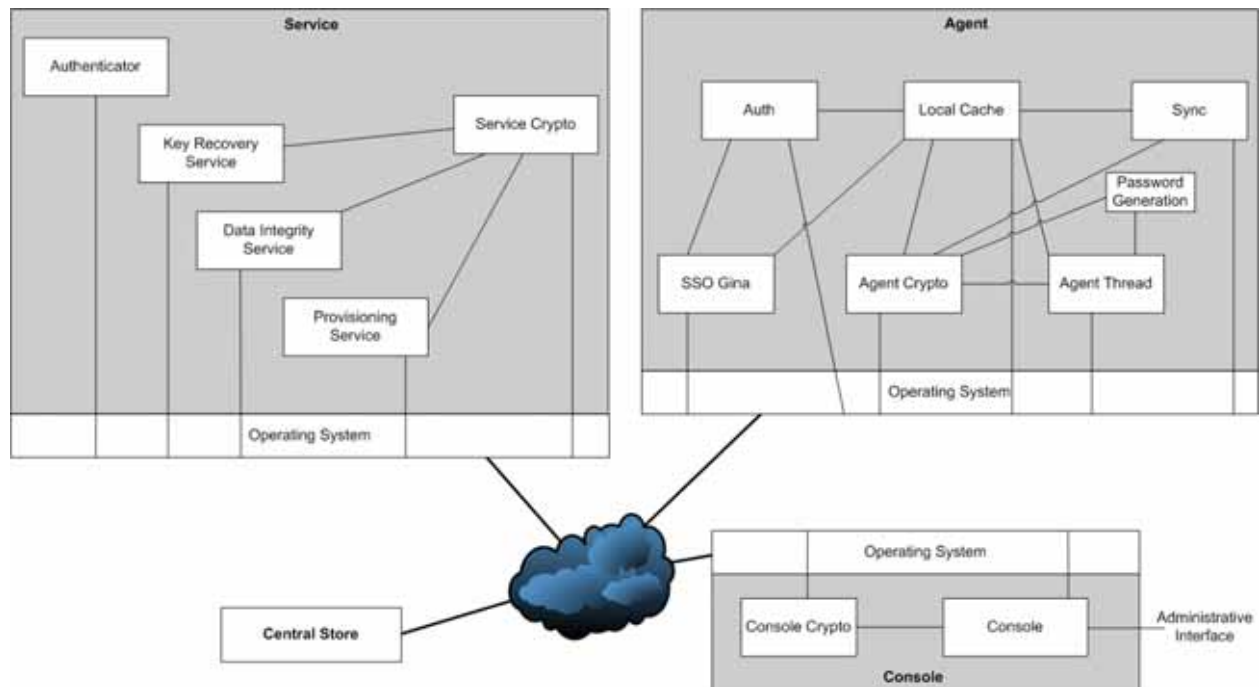 Service
Authenticator
Key Recovery
Service
Service Crypto
Data Integrity
Service
Provisioning
Service
Operating System
Agent
Auth
Local Cache
Sync
Password
Generation
SSO Gina
Agent Crypto
Agent Thread
Operating System
Central Store
Operating System
Console Crypto
Console
Administrative
Interface
Console